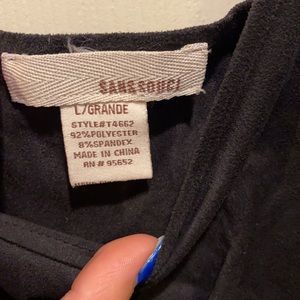 SANS SOUCI
L/GRANDE
STYLE#T4662
92%POLYESTER
8%SPANDEX
MADE IN CHINA
RN # 95652